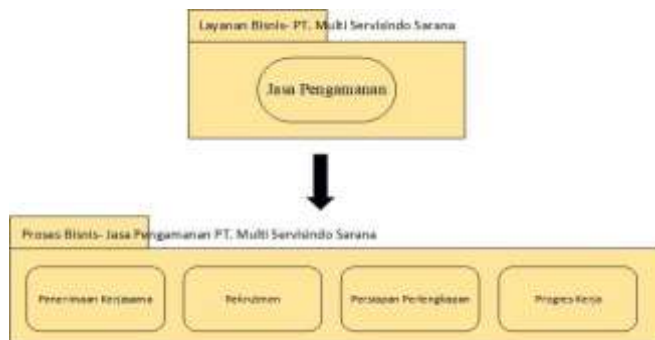 Layanan Bisnis- PT. Multi Servisindo Sarana
Jasa Pengamanan
Proses Bisnis- Jasa Pengamanan PT. Multi Servisindo Sarana
Penerimaan Kerjasama
Rekrutmen
Persiapan Perlengkapan
Progres Kerja